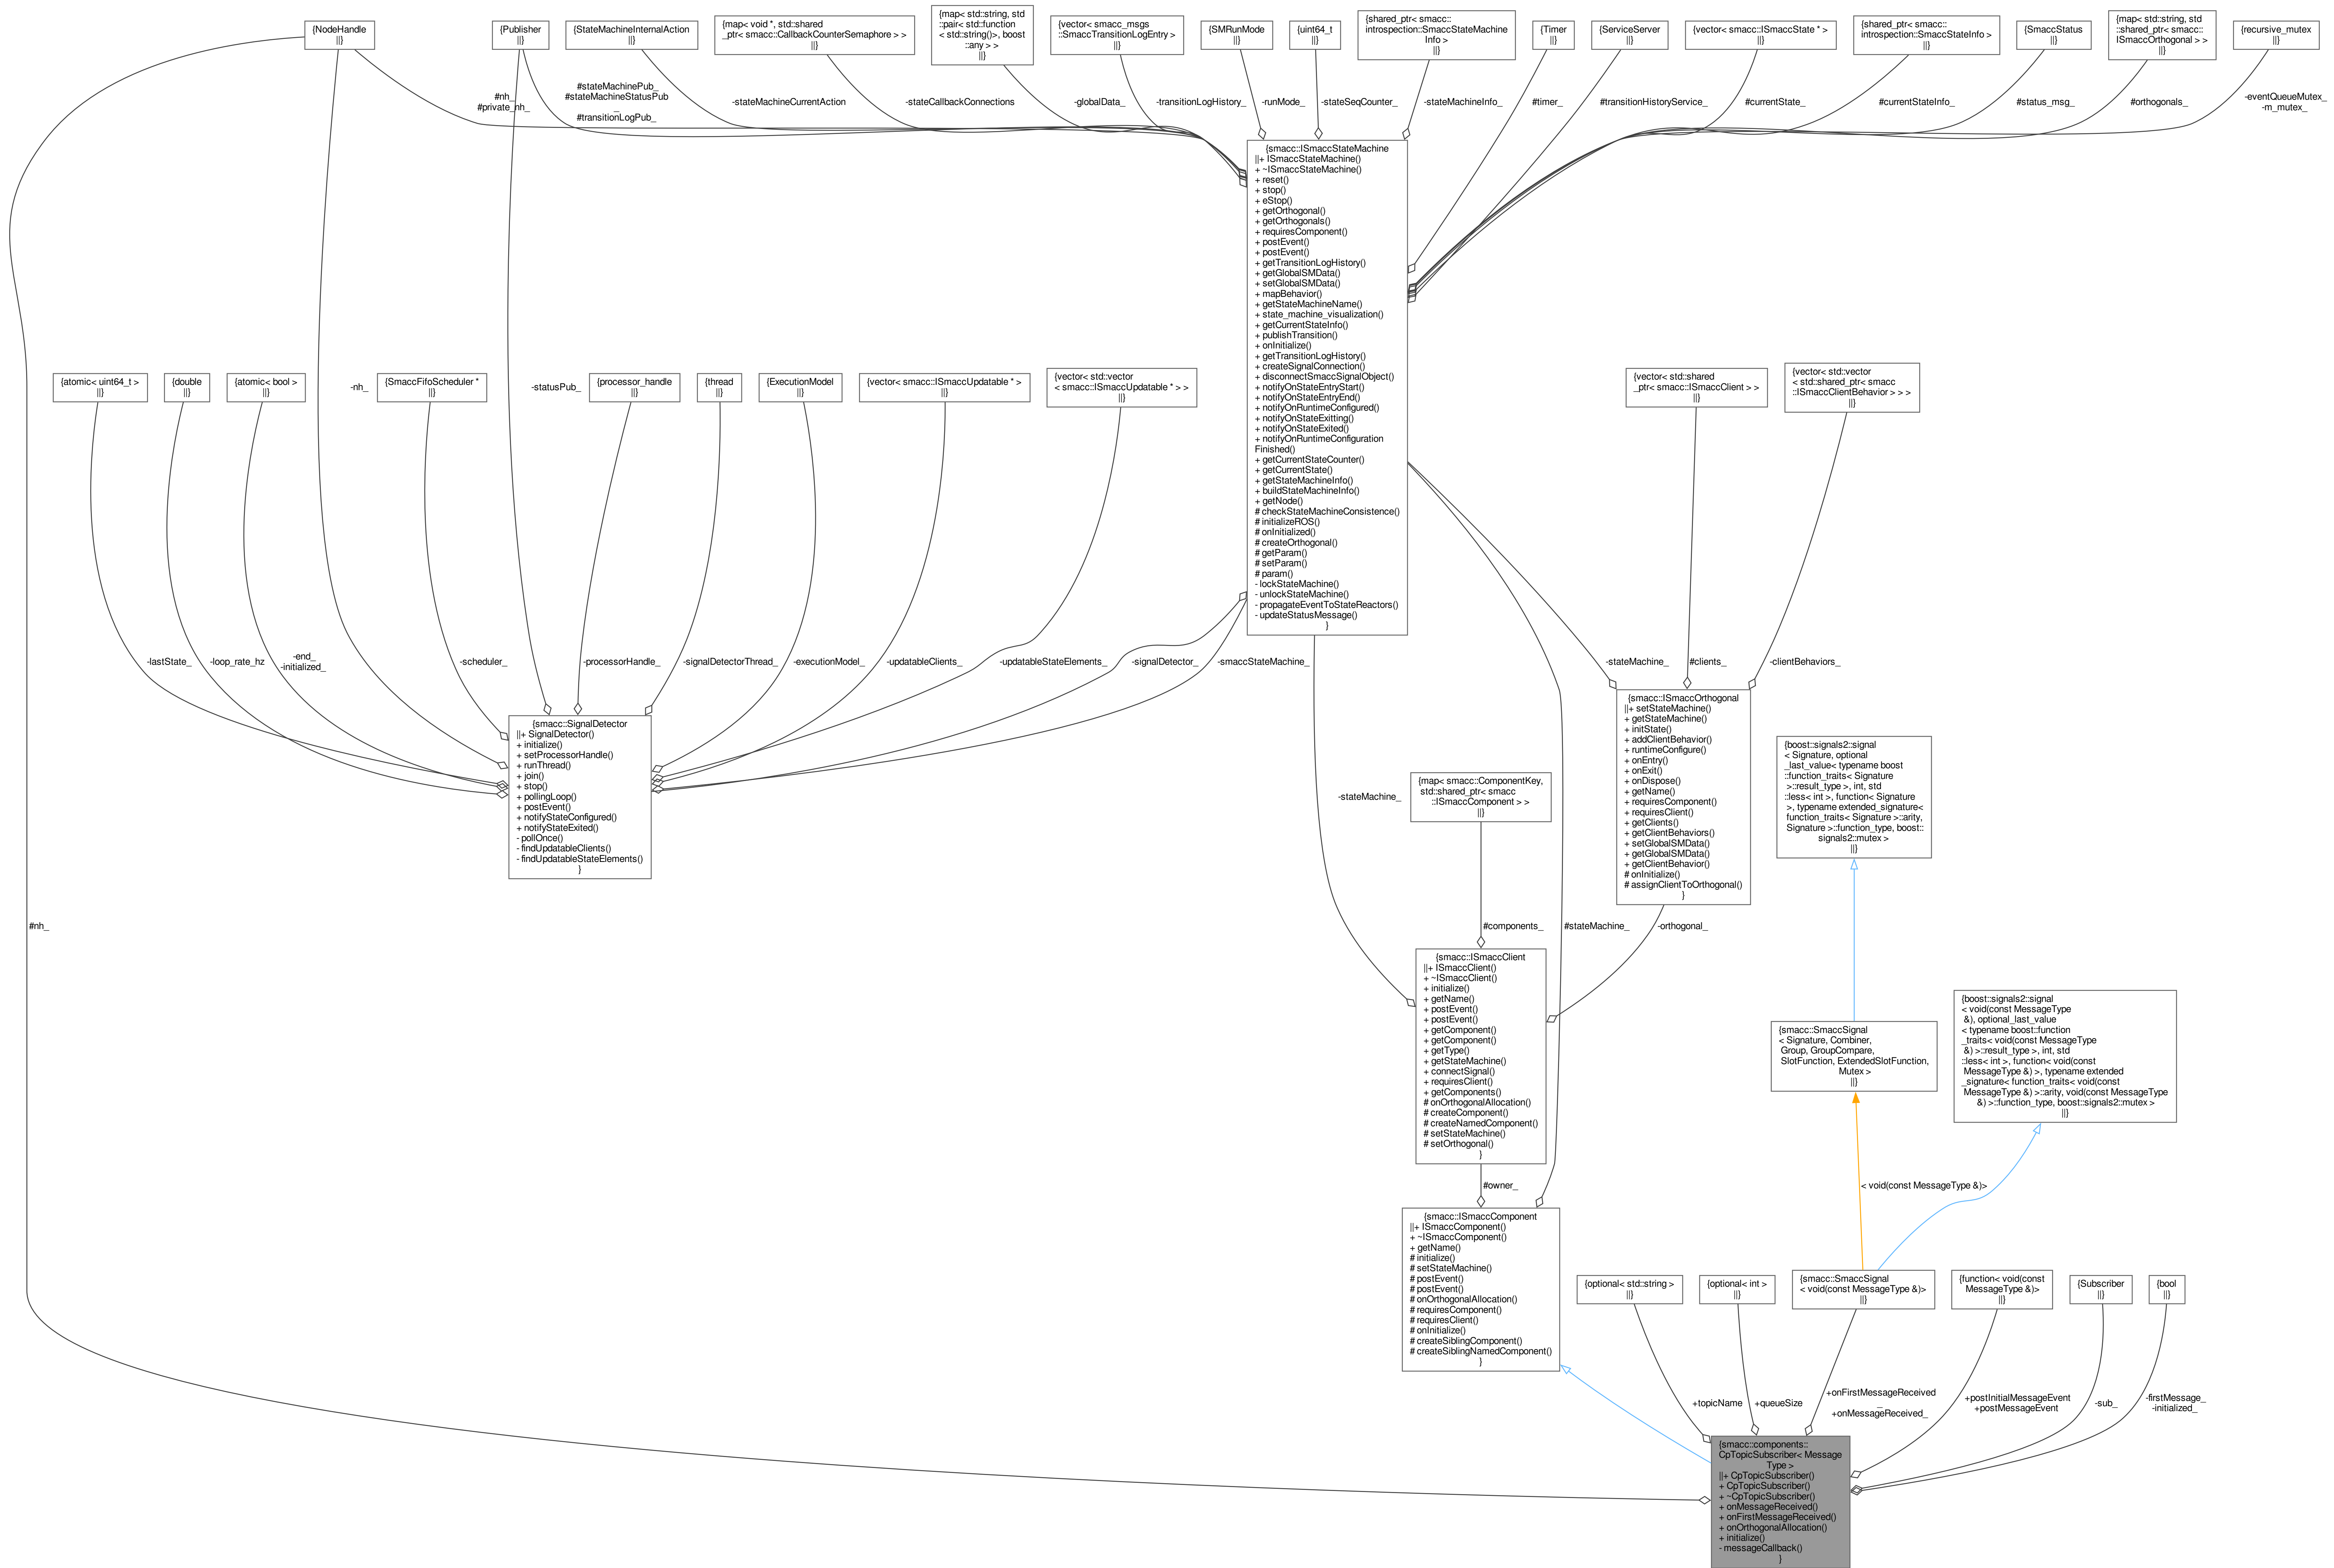 {NodeHandle
||}
{Publisher
||}
{StateMachineInternalAction
||}
{map< void *, std::shared
_ptr< smacc::CallbackCounterSemaphore > >
||}
{map< std::string, std
::pair< std::function
< std::string()>, boost
::any > >
||}
{vector< smacc_msgs
::SmaccTransitionLogEntry >
||}
{SMRunMode
||}
{uint64_t
||}
{shared_ptr< smacc::
introspection::SmaccStateMachine
Info >
||}
{Timer
||}
{ServiceServer
||}
{vector< smacc::ISmaccState * >
||}
{shared_ptr< smacc::
introspection::SmaccStateInfo >
||}
{SmaccStatus
||}
{map< std::string, std
::shared_ptr< smacc::
ISmaccOrthogonal > >
||}
{recursive_mutex
||}
#nh_
#private_nh_
#stateMachinePub_
#stateMachineStatusPub
_
#transitionLogPub_
-stateMachineCurrentAction
-stateCallbackConnections
-globalData_
-transitionLogHistory_
-runMode_
-stateSeqCounter_
-stateMachineInfo_
#timer_
#transitionHistoryService_
#currentState_
#currentStateInfo_
#status_msg_
#orthogonals_
-eventQueueMutex_
-m_mutex_
{smacc::ISmaccStateMachine
||+ ISmaccStateMachine()
+ ~ISmaccStateMachine()
+ reset()
+ stop()
+ eStop()
+ getOrthogonal()
+ getOrthogonals()
+ requiresComponent()
+ postEvent()
+ postEvent()
+ getTransitionLogHistory()
+ getGlobalSMData()
+ setGlobalSMData()
+ mapBehavior()
+ getStateMachineName()
+ state_machine_visualization()
+ getCurrentStateInfo()
+ publishTransition()
+ onInitialize()
+ getTransitionLogHistory()
+ createSignalConnection()
+ disconnectSmaccSignalObject()
+ notifyOnStateEntryStart()
+ notifyOnStateEntryEnd()
+ notifyOnRuntimeConfigured()
+ notifyOnStateExitting()
+ notifyOnStateExited()
+ notifyOnRuntimeConfiguration
Finished()
+ getCurrentStateCounter()
+ getCurrentState()
+ getStateMachineInfo()
+ buildStateMachineInfo()
+ getNode()
# checkStateMachineConsistence()
# initializeROS()
# onInitialized()
# createOrthogonal()
# getParam()
# setParam()
# param()
- lockStateMachine()
- unlockStateMachine()
- propagateEventToStateReactors()
- updateStatusMessage()
}
{atomic< uint64_t >
||}
{double
||}
{atomic< bool >
||}
-nh_
{SmaccFifoScheduler *
||}
-statusPub_
{processor_handle
||}
{thread
||}
{ExecutionModel
||}
{vector< smacc::ISmaccUpdatable * >
||}
{vector< std::vector
< smacc::ISmaccUpdatable * > >
||}
{vector< std::shared
_ptr< smacc::ISmaccClient > >
||}
{vector< std::vector
< std::shared_ptr< smacc
::ISmaccClientBehavior > > >
||}
-lastState_
-loop_rate_hz
-end_
-initialized_
-scheduler_
-processorHandle_
-signalDetectorThread_
-executionModel_
-updatableClients_
-updatableStateElements_
-signalDetector_
-smaccStateMachine_
-stateMachine_
#clients_
-clientBehaviors_
{smacc::SignalDetector
||+ SignalDetector()
+ initialize()
+ setProcessorHandle()
+ runThread()
+ join()
+ stop()
+ pollingLoop()
+ postEvent()
+ notifyStateConfigured()
+ notifyStateExited()
- pollOnce()
- findUpdatableClients()
- findUpdatableStateElements()
}
{smacc::ISmaccOrthogonal
||+ setStateMachine()
+ getStateMachine()
+ initState()
+ addClientBehavior()
+ runtimeConfigure()
+ onEntry()
+ onExit()
+ onDispose()
+ getName()
+ requiresComponent()
+ requiresClient()
+ getClients()
+ getClientBehaviors()
+ setGlobalSMData()
+ getGlobalSMData()
+ getClientBehavior()
# onInitialize()
# assignClientToOrthogonal()
}
{boost::signals2::signal
< Signature, optional
_last_value< typename boost
::function_traits< Signature
>::result_type >, int, std
::less< int >, function< Signature
>, typename extended_signature<
function_traits< Signature >::arity,
Signature >::function_type, boost::
signals2::mutex >
||}
-stateMachine_
{map< smacc::ComponentKey,
std::shared_ptr< smacc
::ISmaccComponent > >
||}
#nh_
#components_
#stateMachine_
-orthogonal_
{smacc::ISmaccClient
||+ ISmaccClient()
+ ~ISmaccClient()
+ initialize()
+ getName()
+ postEvent()
+ postEvent()
+ getComponent()
+ getComponent()
+ getType()
+ getStateMachine()
+ connectSignal()
+ requiresClient()
+ getComponents()
# onOrthogonalAllocation()
# createComponent()
# createNamedComponent()
# setStateMachine()
# setOrthogonal()
}
{smacc::SmaccSignal
< Signature, Combiner,
Group, GroupCompare,
SlotFunction, ExtendedSlotFunction,
Mutex >
||}
{boost::signals2::signal
< void(const MessageType
&), optional_last_value
< typename boost::function
_traits< void(const MessageType
&) >::result_type >, int, std
::less< int >, function< void(const
MessageType &) >, typename extended
_signature< function_traits< void(const
MessageType &) >::arity, void(const MessageType
&) >::function_type, boost::signals2::mutex >
||}
#owner_
< void(const MessageType &)>
{smacc::ISmaccComponent
||+ ISmaccComponent()
+ ~ISmaccComponent()
+ getName()
# initialize()
# setStateMachine()
# postEvent()
# postEvent()
# onOrthogonalAllocation()
# requiresComponent()
# requiresClient()
# onInitialize()
# createSiblingComponent()
# createSiblingNamedComponent()
}
{optional< std::string >
||}
{optional< int >
||}
{smacc::SmaccSignal
< void(const MessageType &)>
||}
{function< void(const
MessageType &)>
||}
{Subscriber
||}
{bool
||}
+topicName
+queueSize
+onFirstMessageReceived
_
+onMessageReceived_
+postInitialMessageEvent
+postMessageEvent
-sub_
-firstMessage_
-initialized_
{smacc::components::
CpTopicSubscriber< Message
Type >
||+ CpTopicSubscriber()
+ CpTopicSubscriber()
+ ~CpTopicSubscriber()
+ onMessageReceived()
+ onFirstMessageReceived()
+ onOrthogonalAllocation()
+ initialize()
- messageCallback()
}